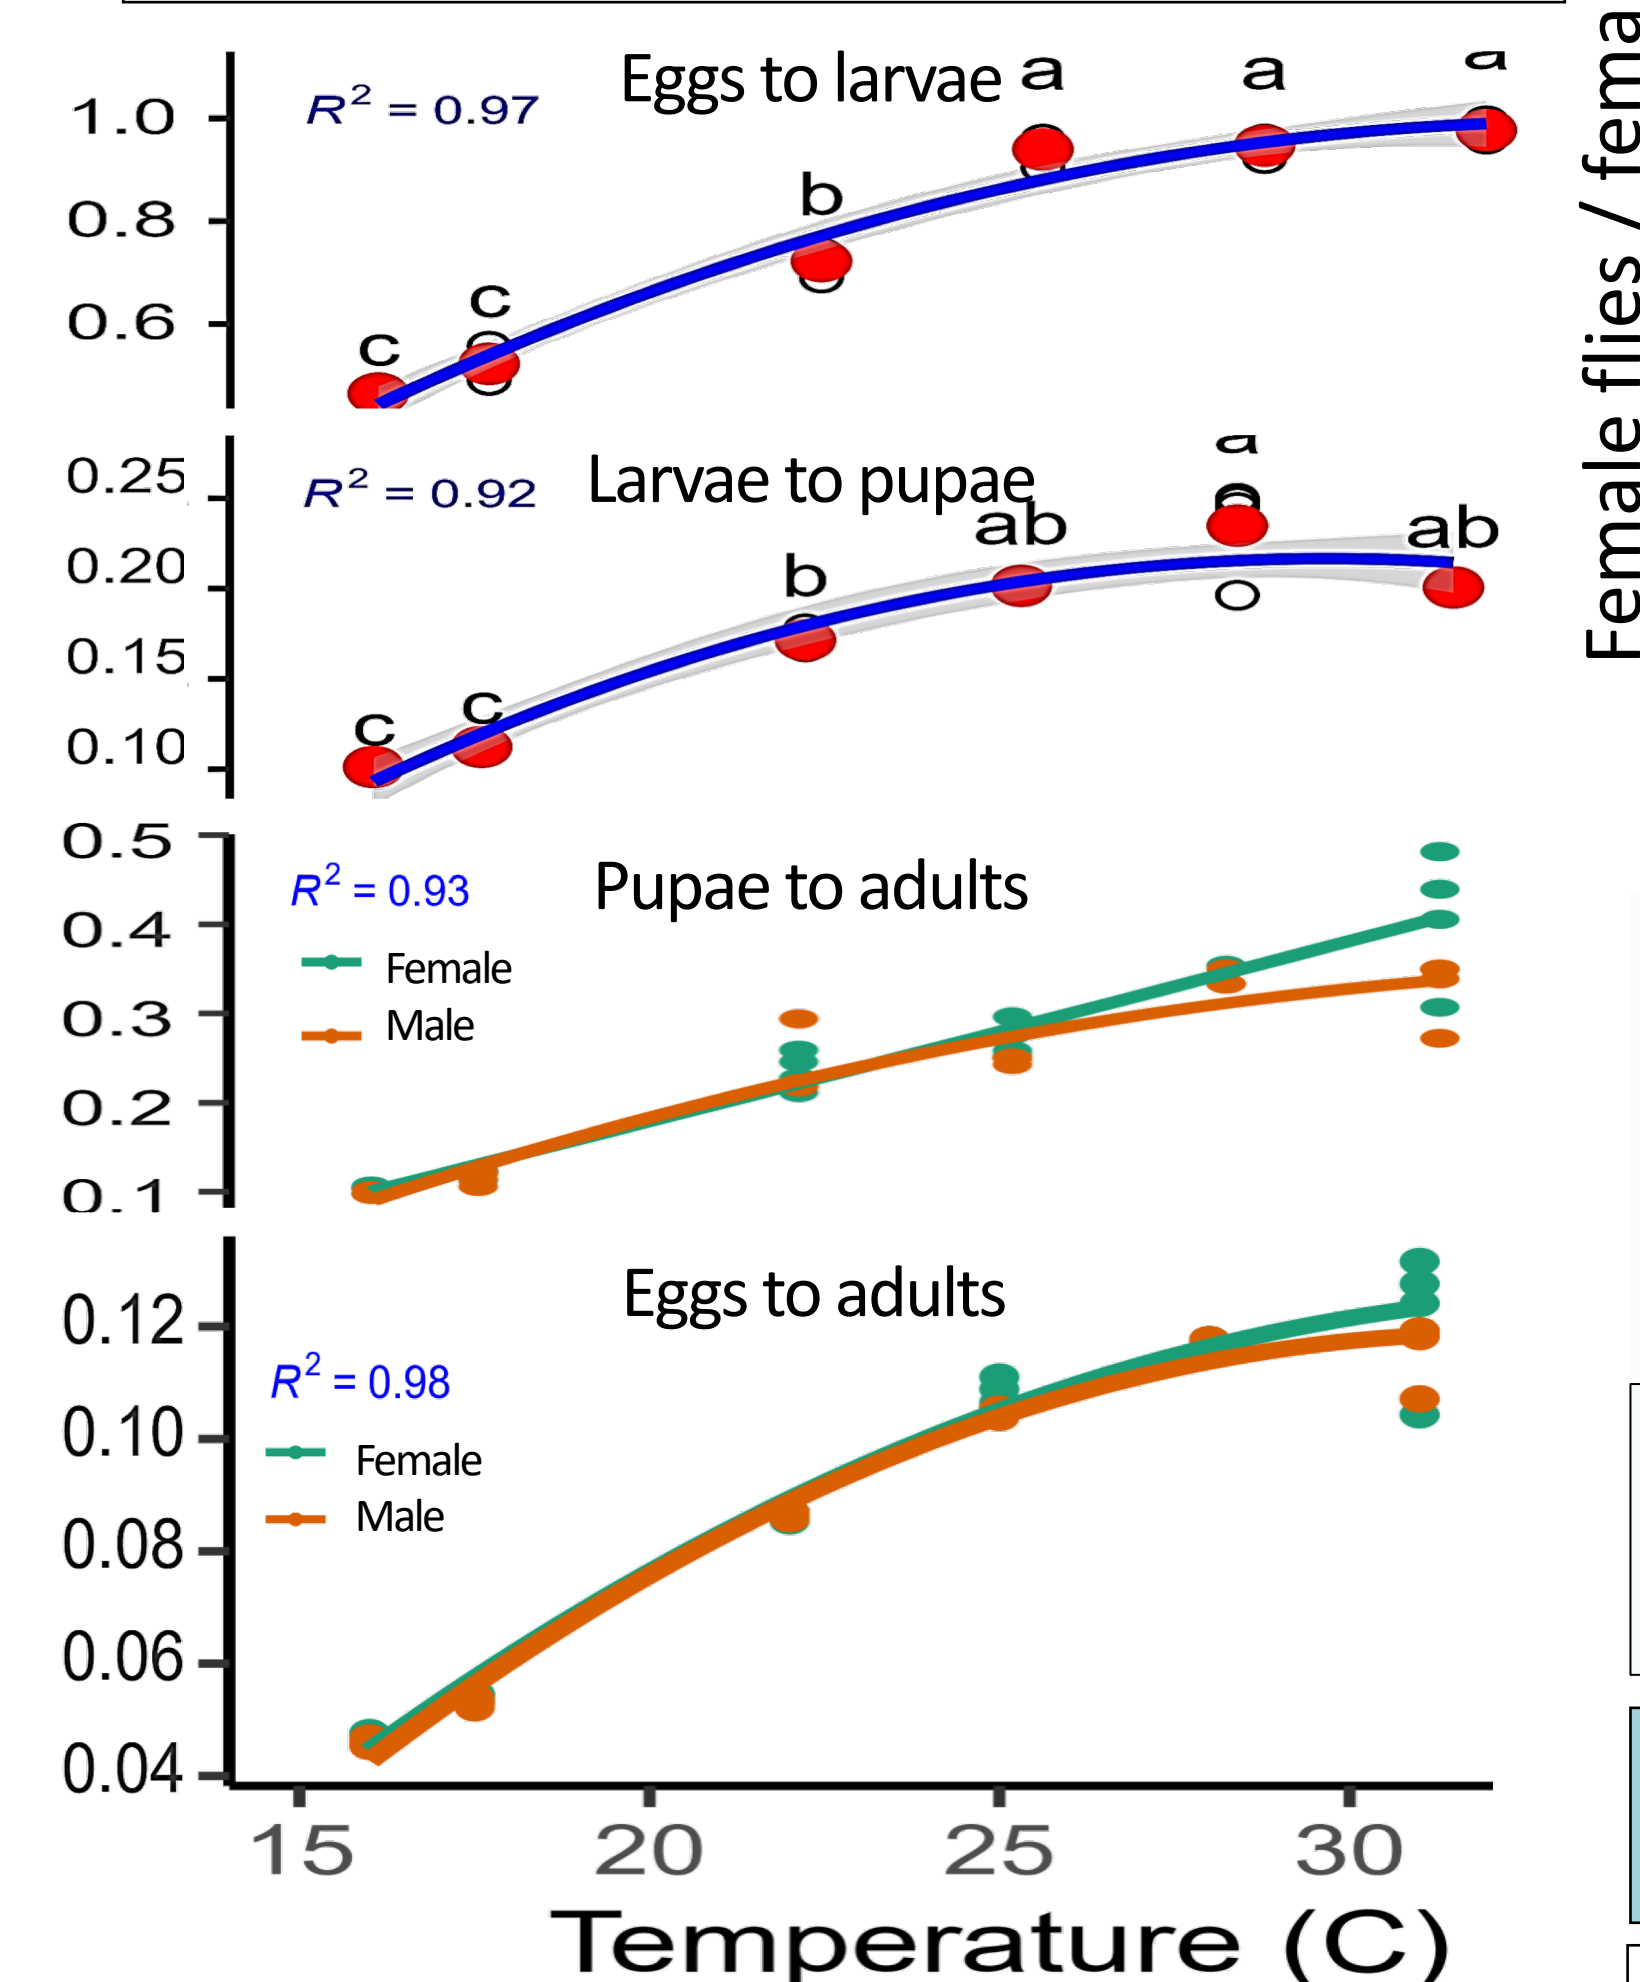 Eggs to larvae
R² = 0.97
a a a
b
c
c
1.0
0.8
0.6
Larvae to pupae
R² = 0.92
a
ab ab
b
c
c
0.25
0.20
0.15
0.10
Pupae to adults
R² = 0.93
Female
Male
0.5
0.4
0.3
0.2
0.1
Eggs to adults
R² = 0.98
Female
Male
0.12
0.10
0.08
0.06
0.04
15 20 25 30
Temperature (C)
Female flies / fema